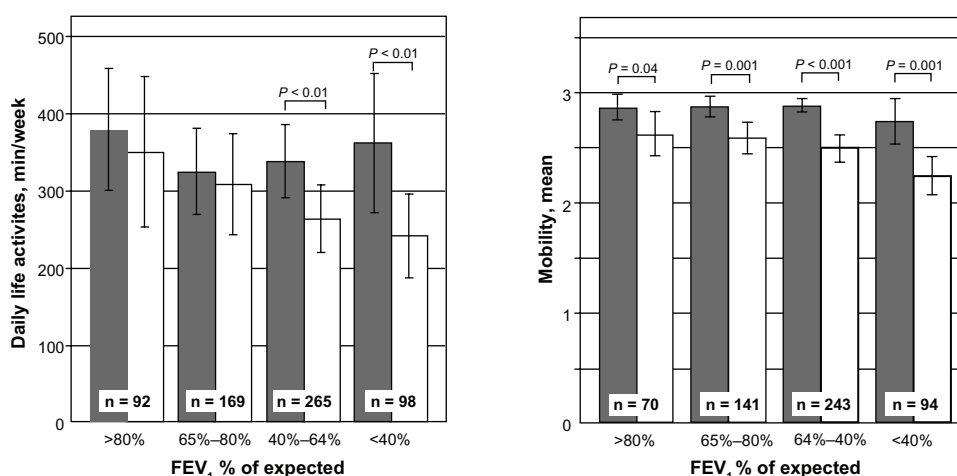 Daily life activites, min/week
500
400
300
200
100
0
P < 0.01
P < 0.01
n = 92
n = 169
n = 265
n = 98
>80%
65%–80%
40%–64%
<40%
FEV₁ % of expected
Mobility, mean
3
2
1
0
P = 0.04
P = 0.001
P < 0.001
P = 0.001
n = 70
n = 141
n = 243
n = 94
>80%
65%–80%
64%–40%
<40%
FEV₁ % of expected